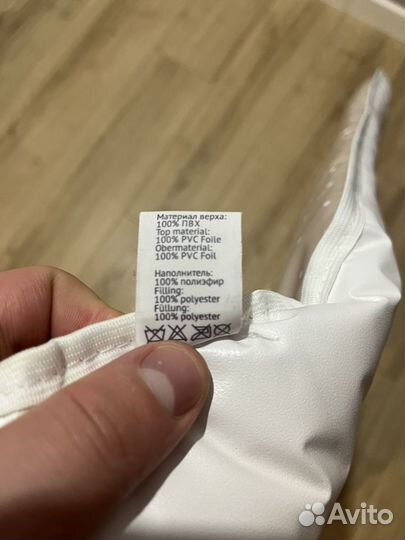 Материал верха:
100% ПВХ
Top material:
100% PVC Foile
Obermaterial:
100% PVC Foil
Наполнитель:
100% полиэфир
Filling:
100% polyester
Füllung:
100% polyester
Avito